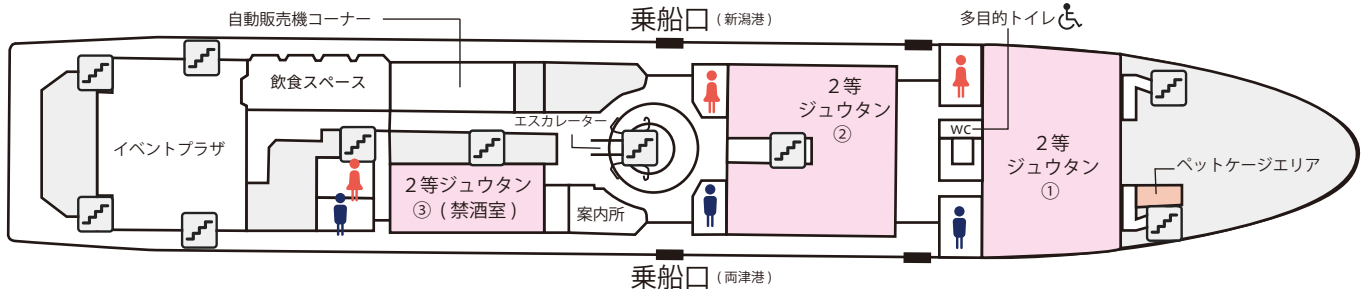 乗船口(新潟港)
自動販売機コーナー
多目的トイレ
飲食スペース
2等
ジュウタン
②
エスカレーター
WC
イベントプラザ
2等
ジュウタン
①
ペットケージエリア
2等ジュウタン
③(禁酒室)
案内所
乗船口(両津港)